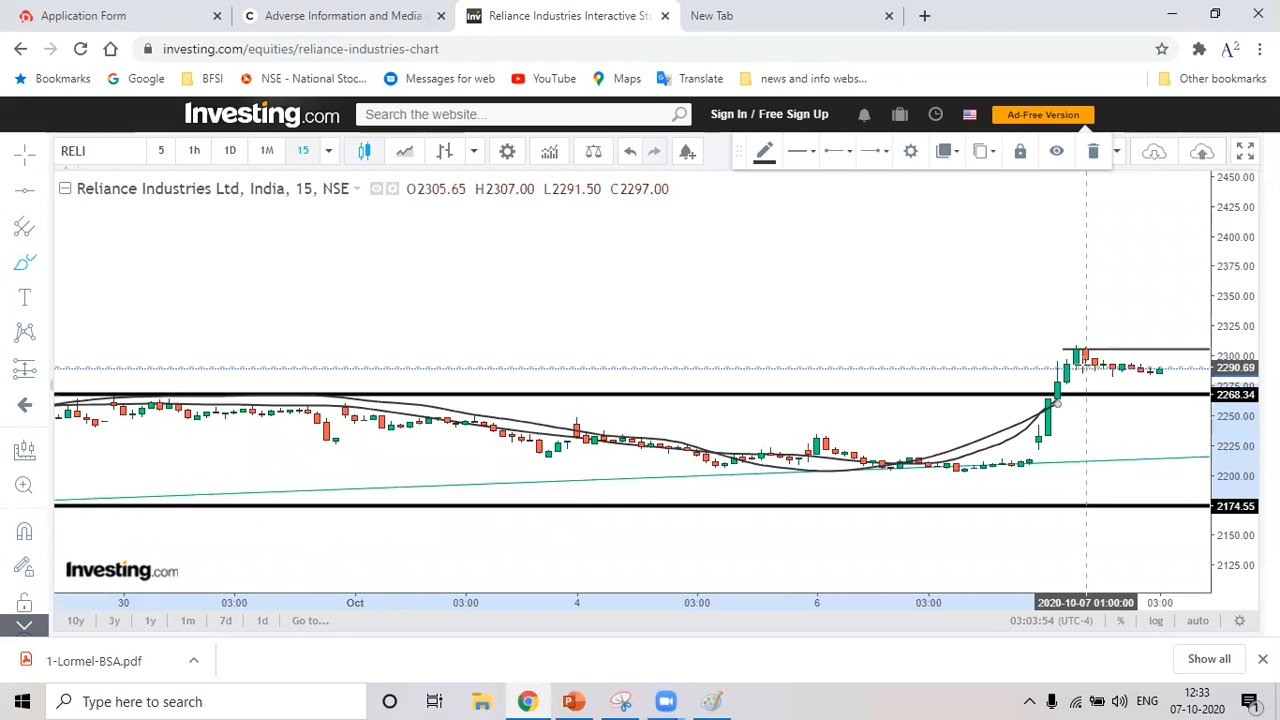 Application Form
Adverse Information and Media
Reliance Industries Interactive Sto
New Tab
investing.com/equities/reliance-industries-chart
Bookmarks
Google
BFSI
NSE - National Stoc...
Messages for web
YouTube
Maps
Translate
news and info webs...
Other bookmarks
Investing.com
Search the website...
Sign In / Free Sign Up
Ad-Free Version
RELI
5
1h
1D
1M
15
Reliance Industries Ltd, India, 15, NSE
O2305.65 H2307.00 L2291.50 C2297.00
2450.00
2425.00
2400.00
2375.00
2350.00
2325.00
2300.00
2290.69
2268.34
2250.00
2225.00
2200.00
2174.55
2150.00
2125.00
Investing.com
30
03:00
Oct
03:00
4
03:00
6
03:00
2020-10-07 01:00:00
03:00
10y
3y
1y
1m
7d
1d
Go to...
03:03:54 (UTC-4)
%
log
auto
1-Lormel-BSA.pdf
Show all
Type here to search
ENG
12:33
07-10-2020